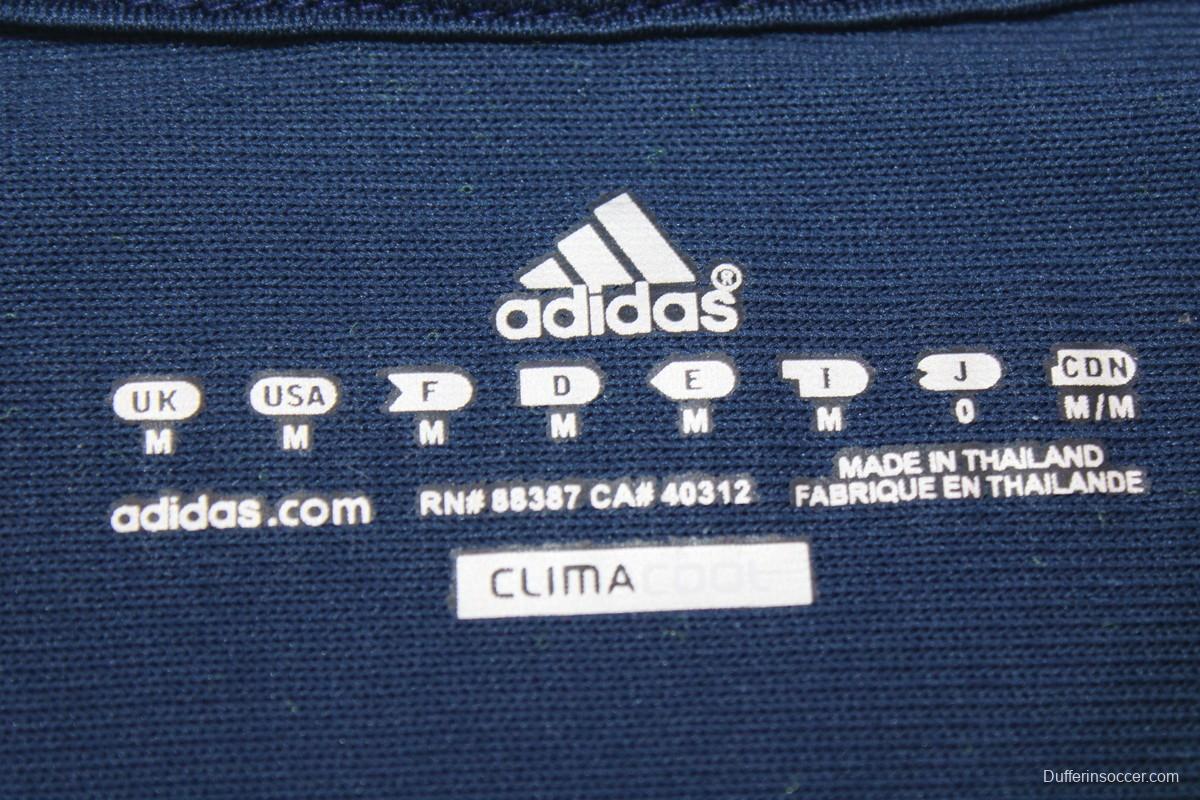 adidas®
UK USA F D E I J CDN
M M M M M M 0 M/M
MADE IN THAILAND
adidas.com RN# 88387 CA# 40312 FABRIQUE EN THAILANDE
CLIMACOOL
Dufferinsoccer.com